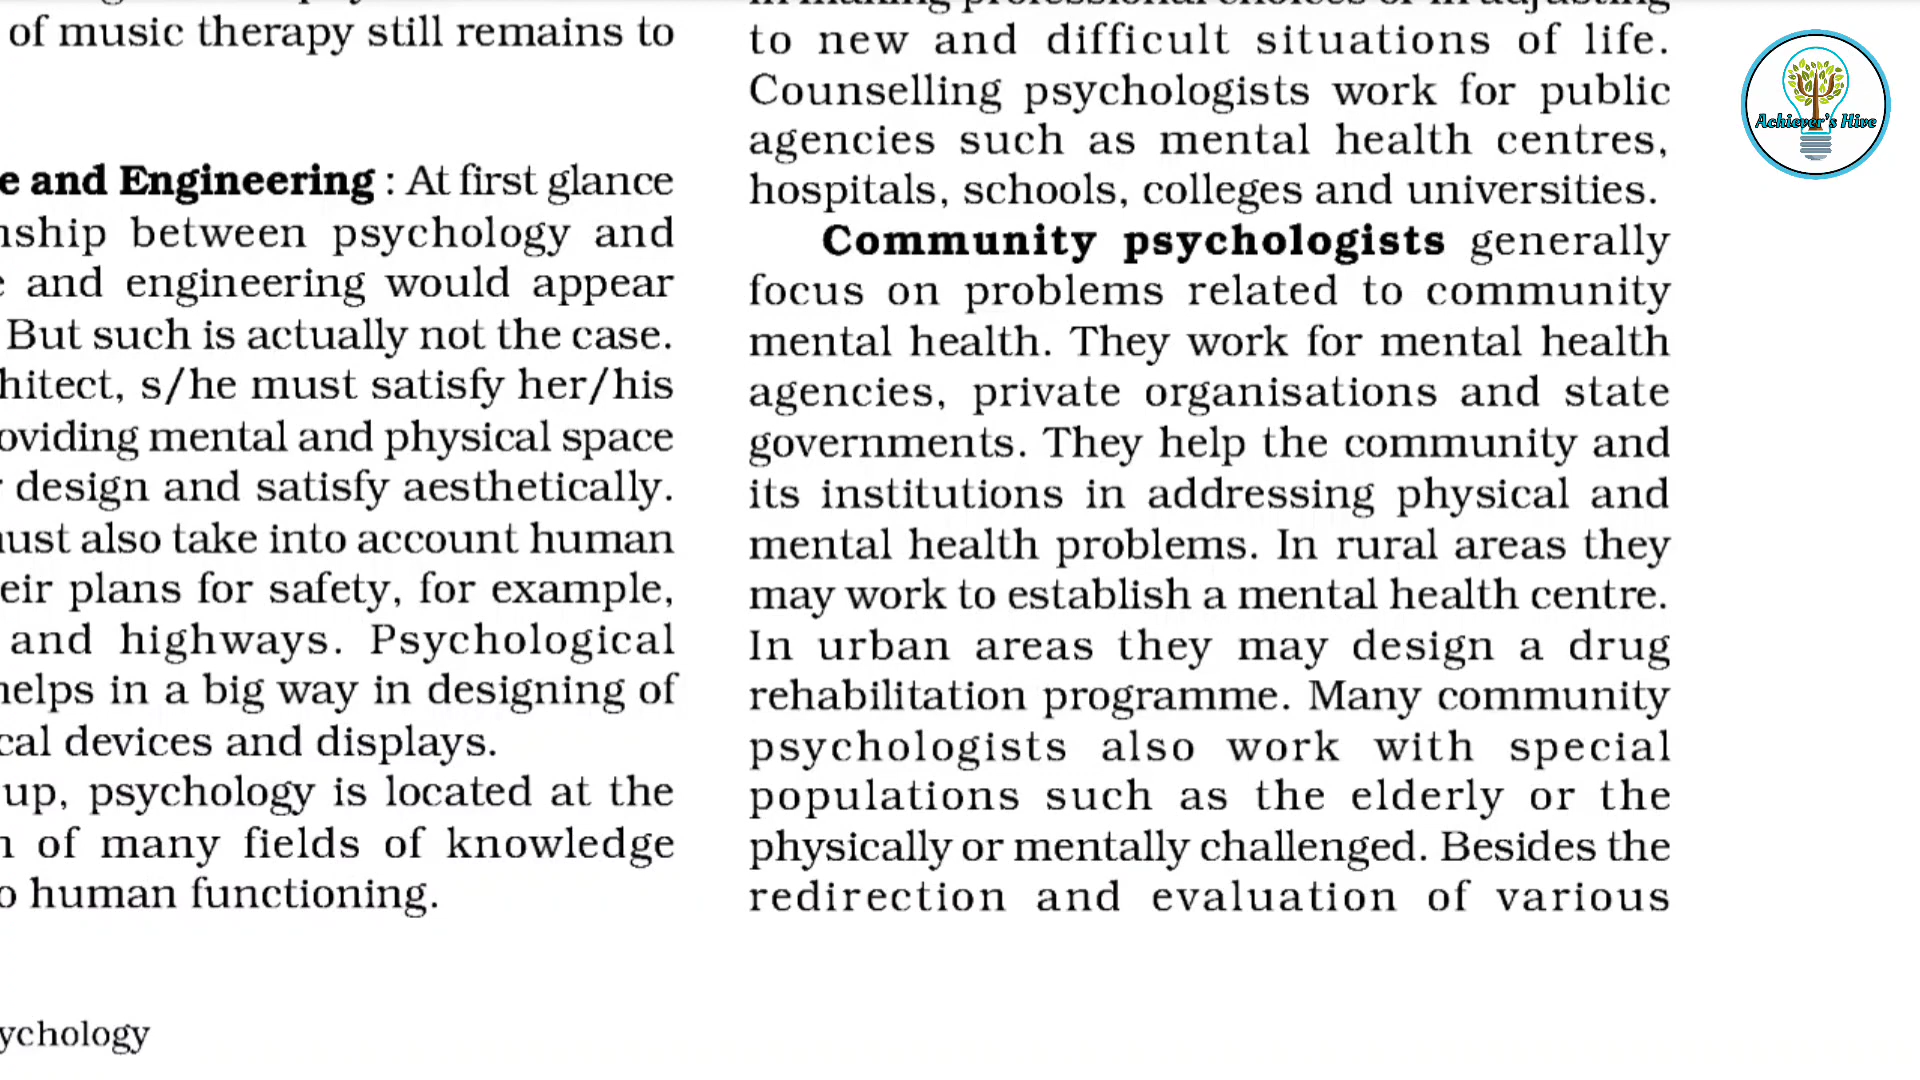 of music therapy still remains to
e and Engineering : At first glance
nship between psychology and
e and engineering would appear
But such is actually not the case.
hitect, s/he must satisfy her/his
oviding mental and physical space
r design and satisfy aesthetically.
nust also take into account human
eir plans for safety, for example,
and highways. Psychological
helps in a big way in designing of
cal devices and displays.
up, psychology is located at the
n of many fields of knowledge
o human functioning.
ychology
in making professional choices or in adjusting
to new and difficult situations of life.
Counselling psychologists work for public
agencies such as mental health centres,
hospitals, schools, colleges and universities.
Community psychologists generally
focus on problems related to community
mental health. They work for mental health
agencies, private organisations and state
governments. They help the community and
its institutions in addressing physical and
mental health problems. In rural areas they
may work to establish a mental health centre.
In urban areas they may design a drug
rehabilitation programme. Many community
psychologists also work with special
populations such as the elderly or the
physically or mentally challenged. Besides the
redirection and evaluation of various
Achiever's Hive